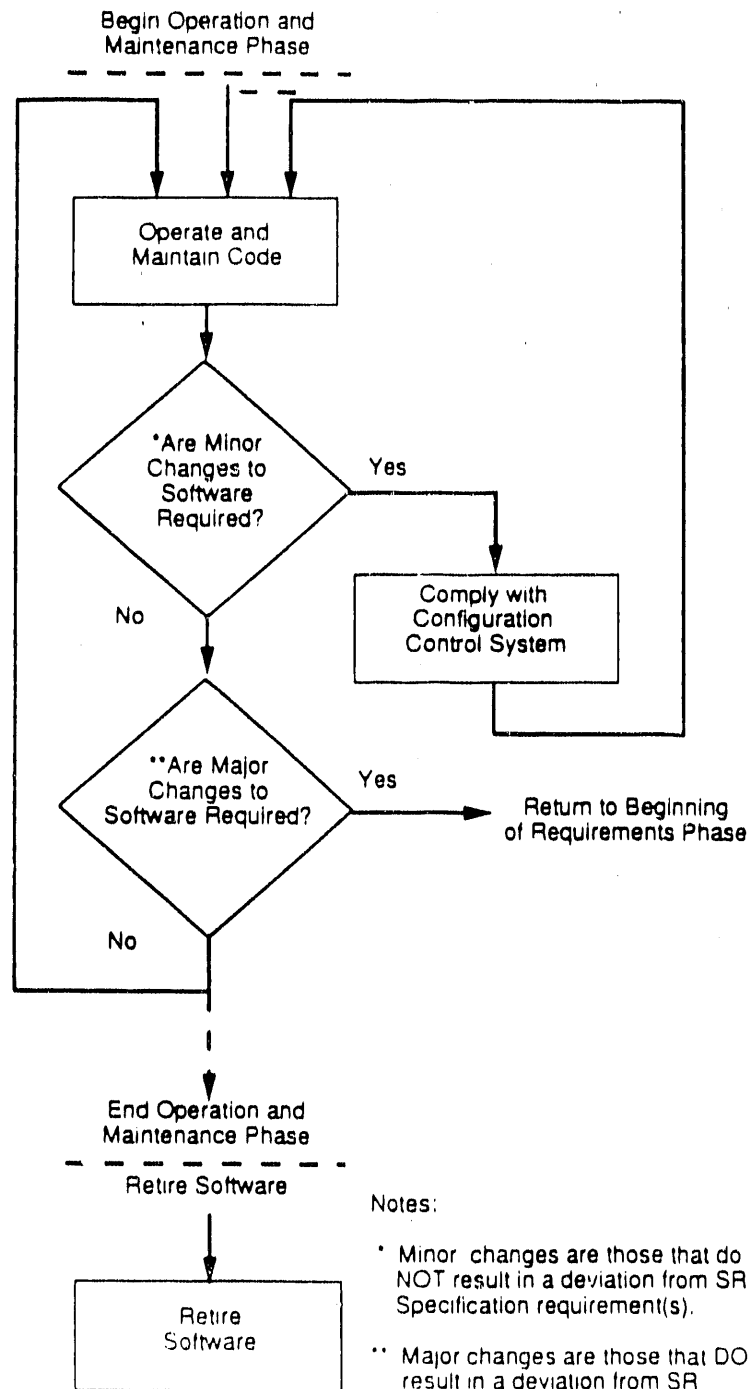 Begin Operation and
Maintenance Phase
Operate and
Maintain Code
*Are Minor
Changes to
Software
Required?
Yes
Comply with
Configuration
Control System
No
**Are Major
Changes to
Software Required?
Yes
Return to Beginning
of Requirements Phase
No
End Operation and
Maintenance Phase
Retire Software
Retire
Software
Notes:
* Minor changes are those that do
NOT result in a deviation from SR
Specification requirement(s).
** Major changes are those that DO
result in a deviation from SR